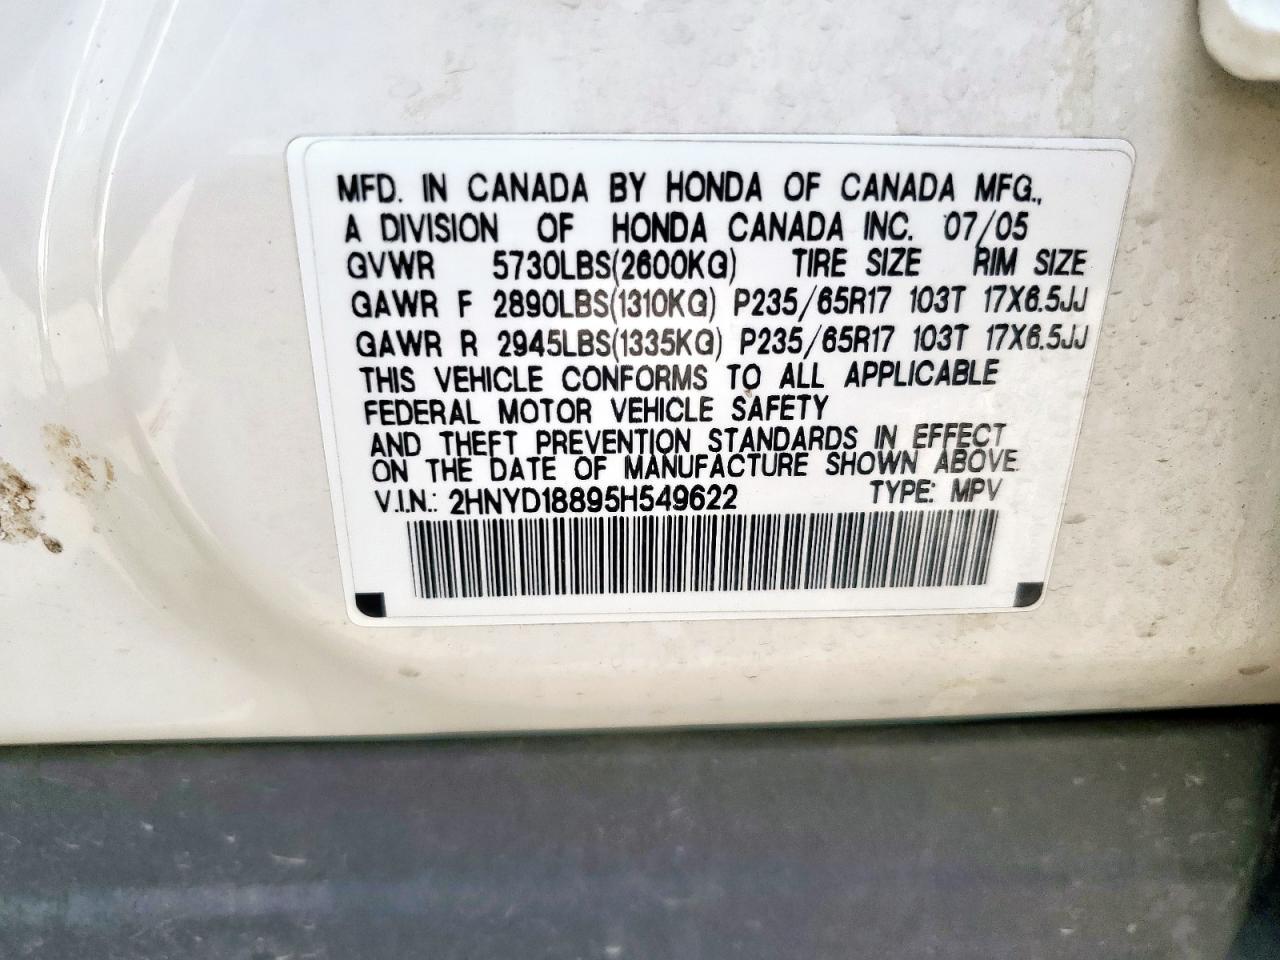 MFD. IN CANADA BY HONDA OF CANADA MFG.,
A DIVISION OF HONDA CANADA INC. 07/05
GVWR 5730LBS(2600KG) TIRE SIZE RIM SIZE
GAWR F 2890LBS(1310KG) P235/65R17 103T 17X6.5JJ
GAWR R 2945LBS(1335KG) P235/65R17 103T 17X6.5JJ
THIS VEHICLE CONFORMS TO ALL APPLICABLE
FEDERAL MOTOR VEHICLE SAFETY
AND THEFT PREVENTION STANDARDS IN EFFECT
ON THE DATE OF MANUFACTURE SHOWN ABOVE.
V.I.N.: 2HNYD18895H549622 TYPE: MPV